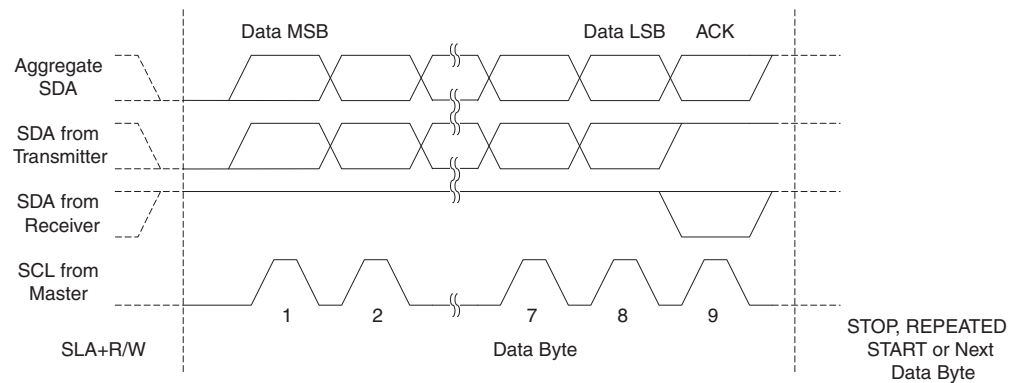 Data MSB
Data LSB
ACK
Aggregate
SDA
SDA from
Transmitter
SDA from
Receiver
SCL from
Master
1
2
7
8
9
SLA+R/W
Data Byte
STOP, REPEATED
START or Next
Data Byte